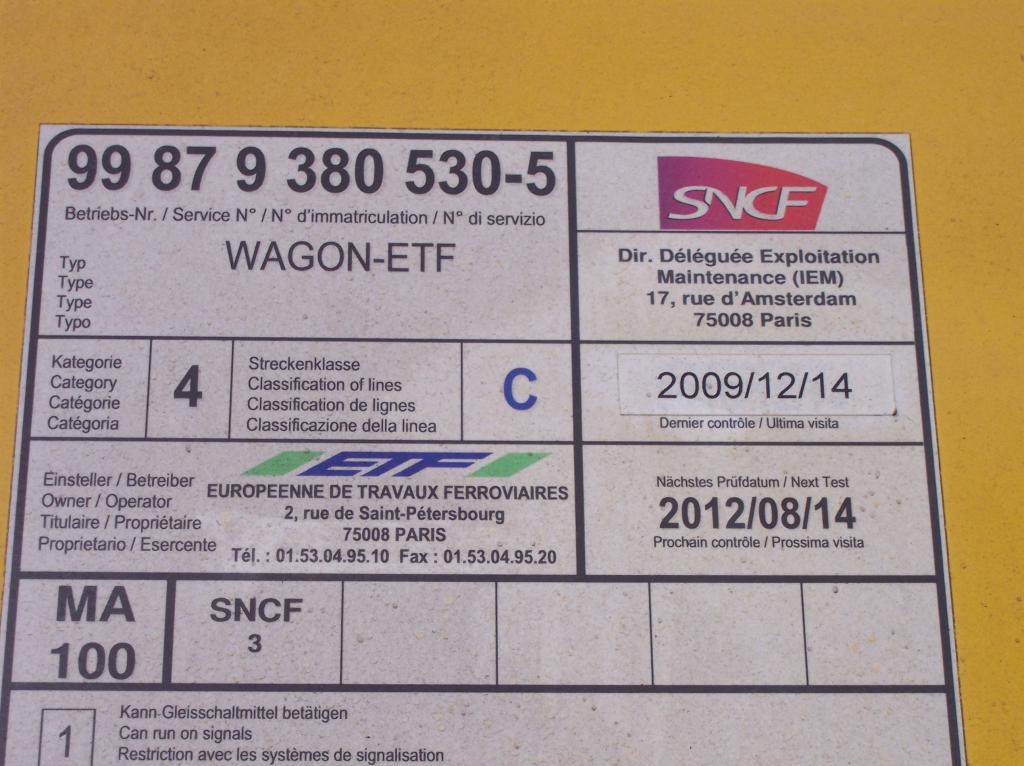 99 87 9 380 530-5
Betriebs-Nr. / Service N° / N° d'immatriculation / N° di servizio
Typ
Type
Type
Typo
WAGON-ETF
SNCF
Dir. Déléguée Exploitation
Maintenance (IEM)
17, rue d'Amsterdam
75008 Paris
Kategorie
Category
Catégorie
Catégoria
4
Streckenklasse
Classification of lines
Classification de lignes
Classificazione della linea
C
2009/12/14
Dernier contrôle / Ultima visita
Einsteller / Betreiber
Owner / Operator
Titulaire / Propriétaire
Proprietario / Esercente
ETF
EUROPEENNE DE TRAVAUX FERROVIAIRES
2, rue de Saint-Pétersbourg
75008 PARIS
Tél. : 01.53.04.95.10 Fax : 01.53.04.95.20
Nächstes Prüfdatum / Next Test
2012/08/14
Prochain contrôle / Prossima visita
MA
100
SNCF
3
1
Kann Gleisschaltmittel betätigen
Can run on signals
Restriction avec les systèmes de signalisation